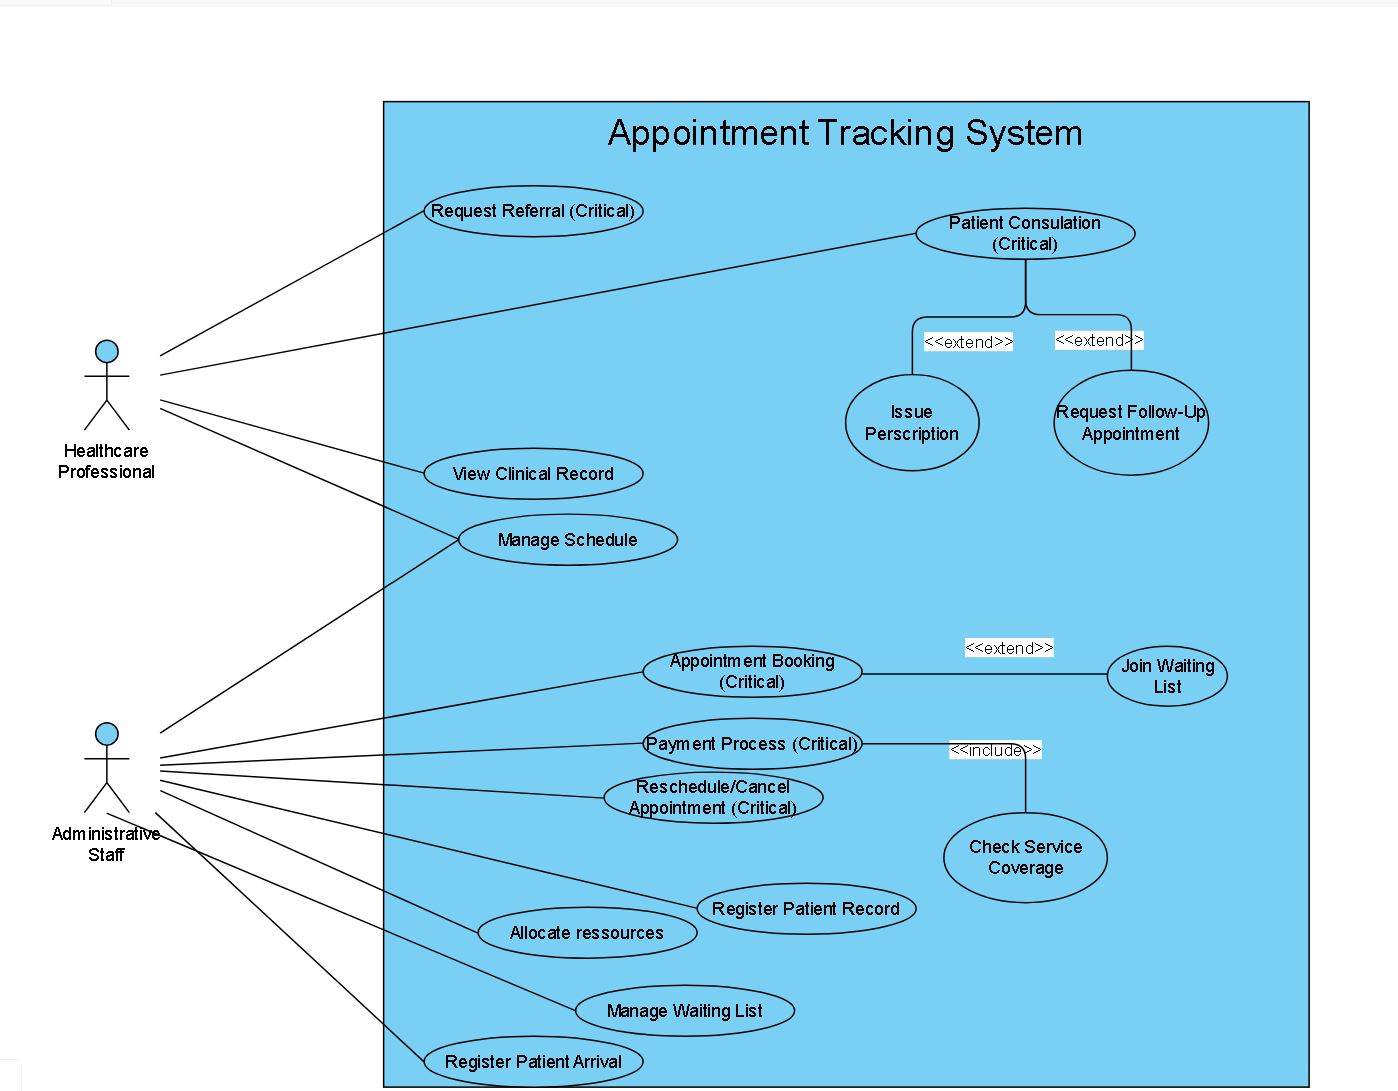 Appointment Tracking System
Request Referral (Critical)
Patient Consulation
(Critical)
<<extend>>
<<extend>>
Issue
Perscription
Request Follow-Up
Appointment
Healthcare
Professional
View Clinical Record
Manage Schedule
Appointment Booking
(Critical)
<<extend>>
Join Waiting
List
Payment Process (Critical)
<<include>>
Reschedule/Cancel
Appointment (Critical)
Check Service
Coverage
Administrative
Staff
Register Patient Record
Allocate ressources
Manage Waiting List
Register Patient Arrival